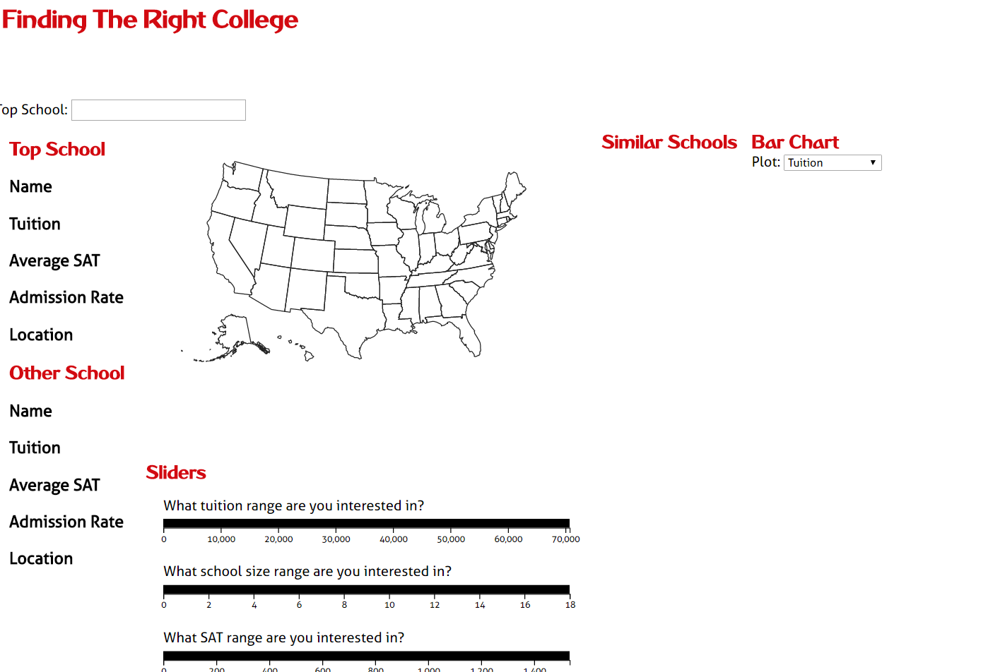 Finding The Right College
Top School:
Top School
Name
Tuition
Average SAT
Admission Rate
Location
Other School
Name
Tuition
Average SAT
Admission Rate
Location
Similar Schools
Bar Chart
Plot: Tuition
Sliders
What tuition range are you interested in?
0 10,000 20,000 30,000 40,000 50,000 60,000 70,000
What school size range are you interested in?
0 2 4 6 8 10 12 14 16 18
What SAT range are you interested in?
0 200 400 600 800 1,000 1,200 1,400